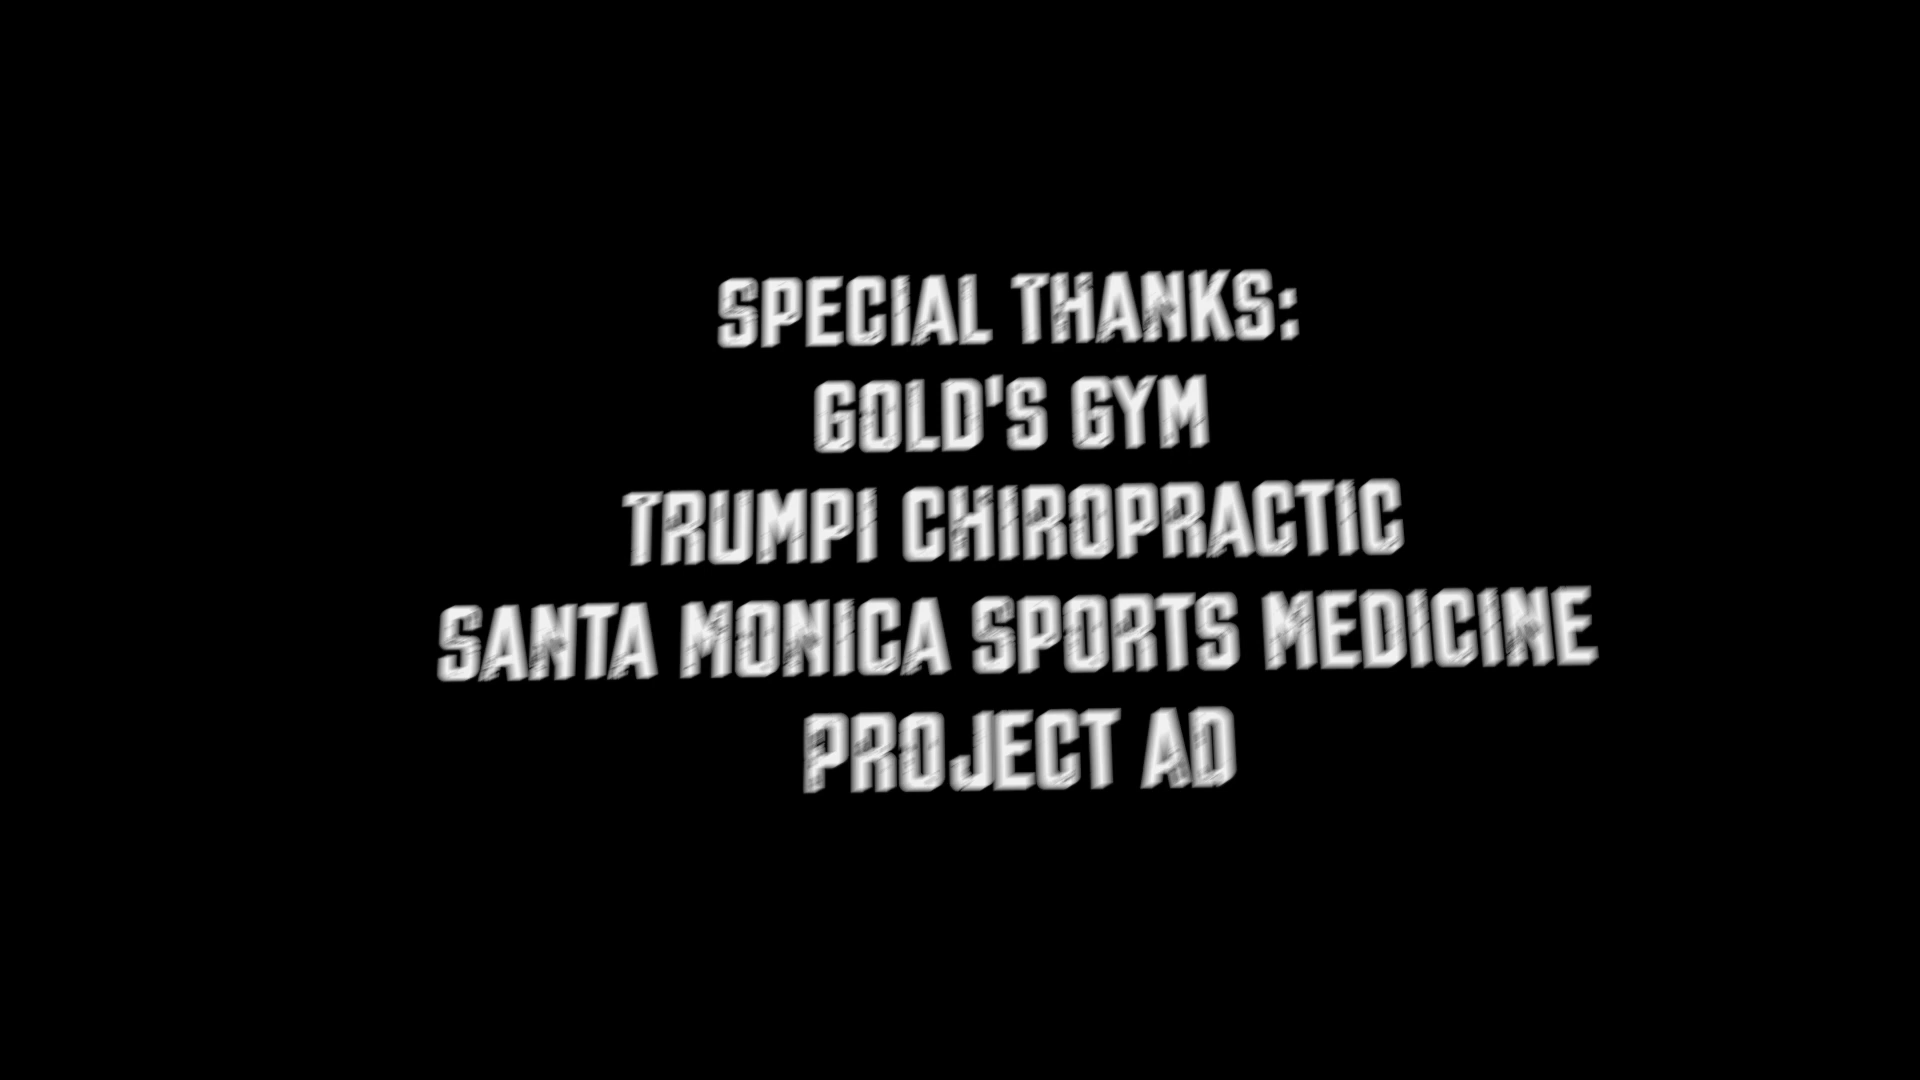 SPECIAL THANKS:
GOLD'S GYM
TRUMPI CHIROPRACTIC
SANTA MONICA SPORTS MEDICINE
PROJECT AD